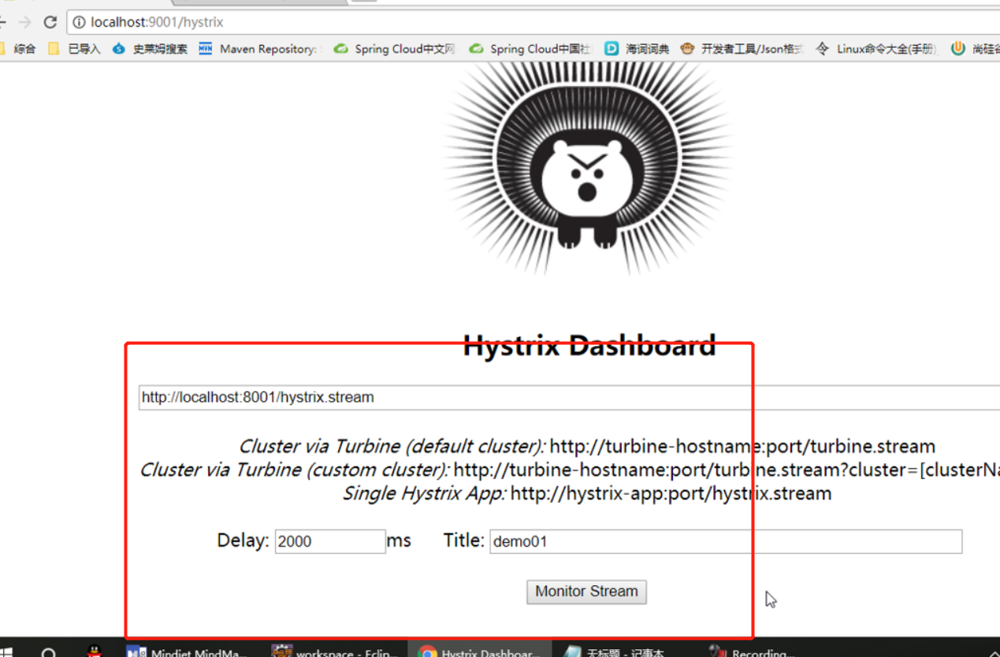 localhost:9001/hystrix
综合 已导入 史莱姆搜索 Maven Repository: Spring Cloud中文网 Spring Cloud中国社 海词词典 开发者工具/Json格式 Linux命令大全(手册) 尚硅谷
Hystrix Dashboard
http://localhost:8001/hystrix.stream
Cluster via Turbine (default cluster): http://turbine-hostname:port/turbine.stream
Cluster via Turbine (custom cluster): http://turbine-hostname:port/turbine.stream?cluster=[clusterNa
Single Hystrix App: http://hystrix-app:port/hystrix.stream
Delay: 2000 ms Title: demo01
Monitor Stream
Mindjet MindMa... workspace - Eclip... Hystrix Dashboar... 无标题 - 记事本 Recording...